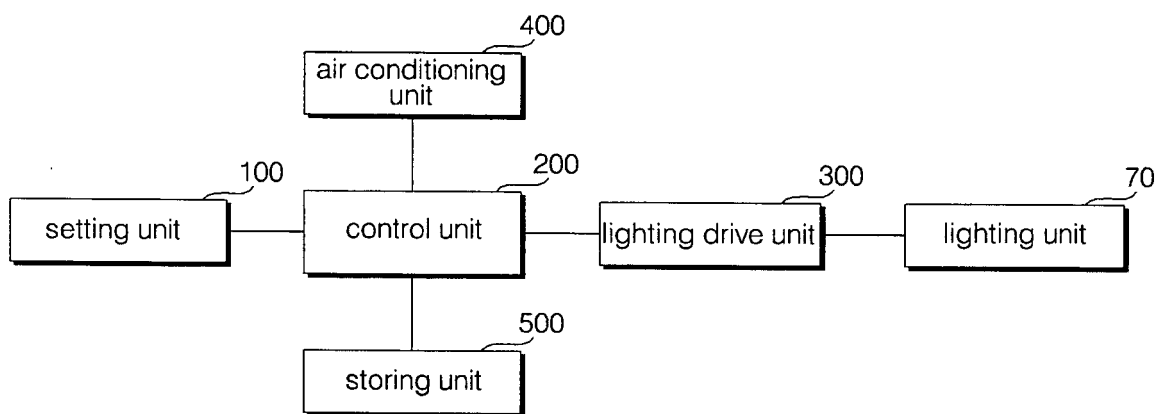 400
air conditioning
unit
100
200
300
70
setting unit
control unit
lighting drive unit
lighting unit
500
storing unit